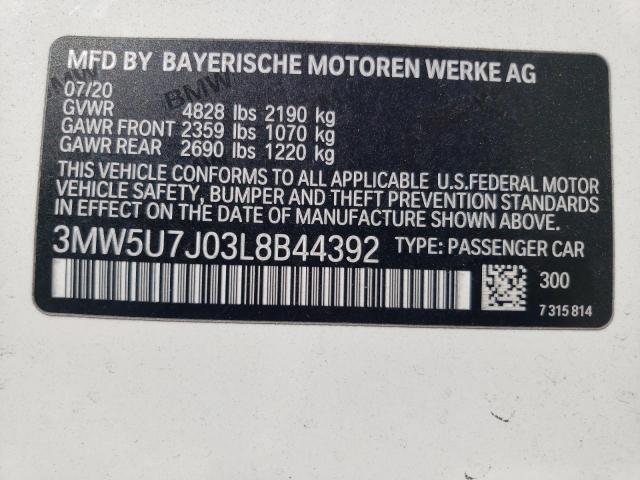 MFD BY BAYERISCHE MOTOREN WERKE AG
07/20
GVWR 4828 lbs 2190 kg
GAWR FRONT 2359 lbs 1070 kg
GAWR REAR 2690 lbs 1220 kg
THIS VEHICLE CONFORMS TO ALL APPLICABLE U.S.FEDERAL MOTOR
VEHICLE SAFETY, BUMPER AND THEFT PREVENTION STANDARDS
IN EFFECT ON THE DATE OF MANUFACTURE SHOWN ABOVE.
3MW5U7J03L8B44392 TYPE: PASSENGER CAR
300
7 315 814
BMW
BMW
BMW